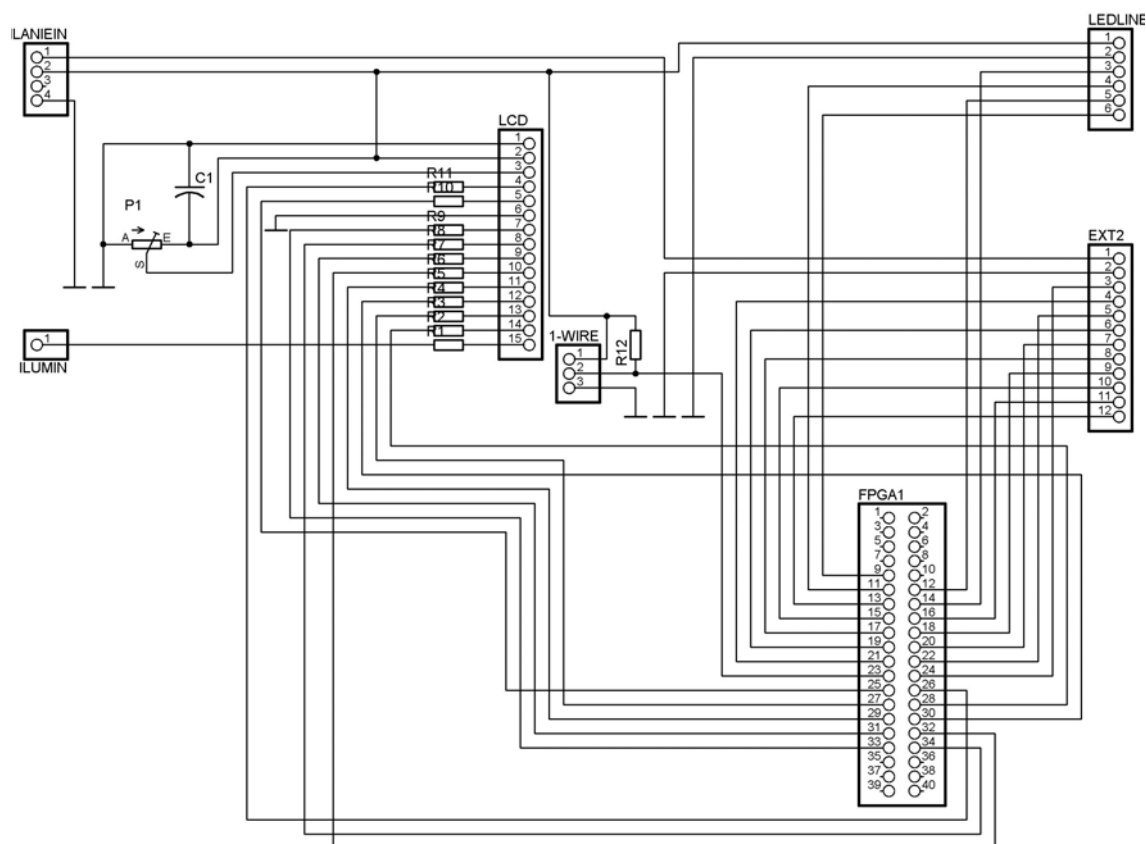 LANIEIN
1
2
3
4
LEDLINE
1
2
3
4
5
6
LCD
1
2
3
4
5
6
7
8
9
10
11
12
13
14
15
R11
R10
R9
R8
R7
R6
R5
R4
R3
R2
R1
C1
P1
A
E
S
ILUMIN
1
1-WIRE
1
2
3
R12
EXT2
1
2
3
4
5
6
7
8
9
10
11
12
FPGA1
1 2
3 4
5 6
7 8
9 10
11 12
13 14
15 16
17 18
19 20
21 22
23 24
25 26
27 28
29 30
31 32
33 34
35 36
37 38
39 40